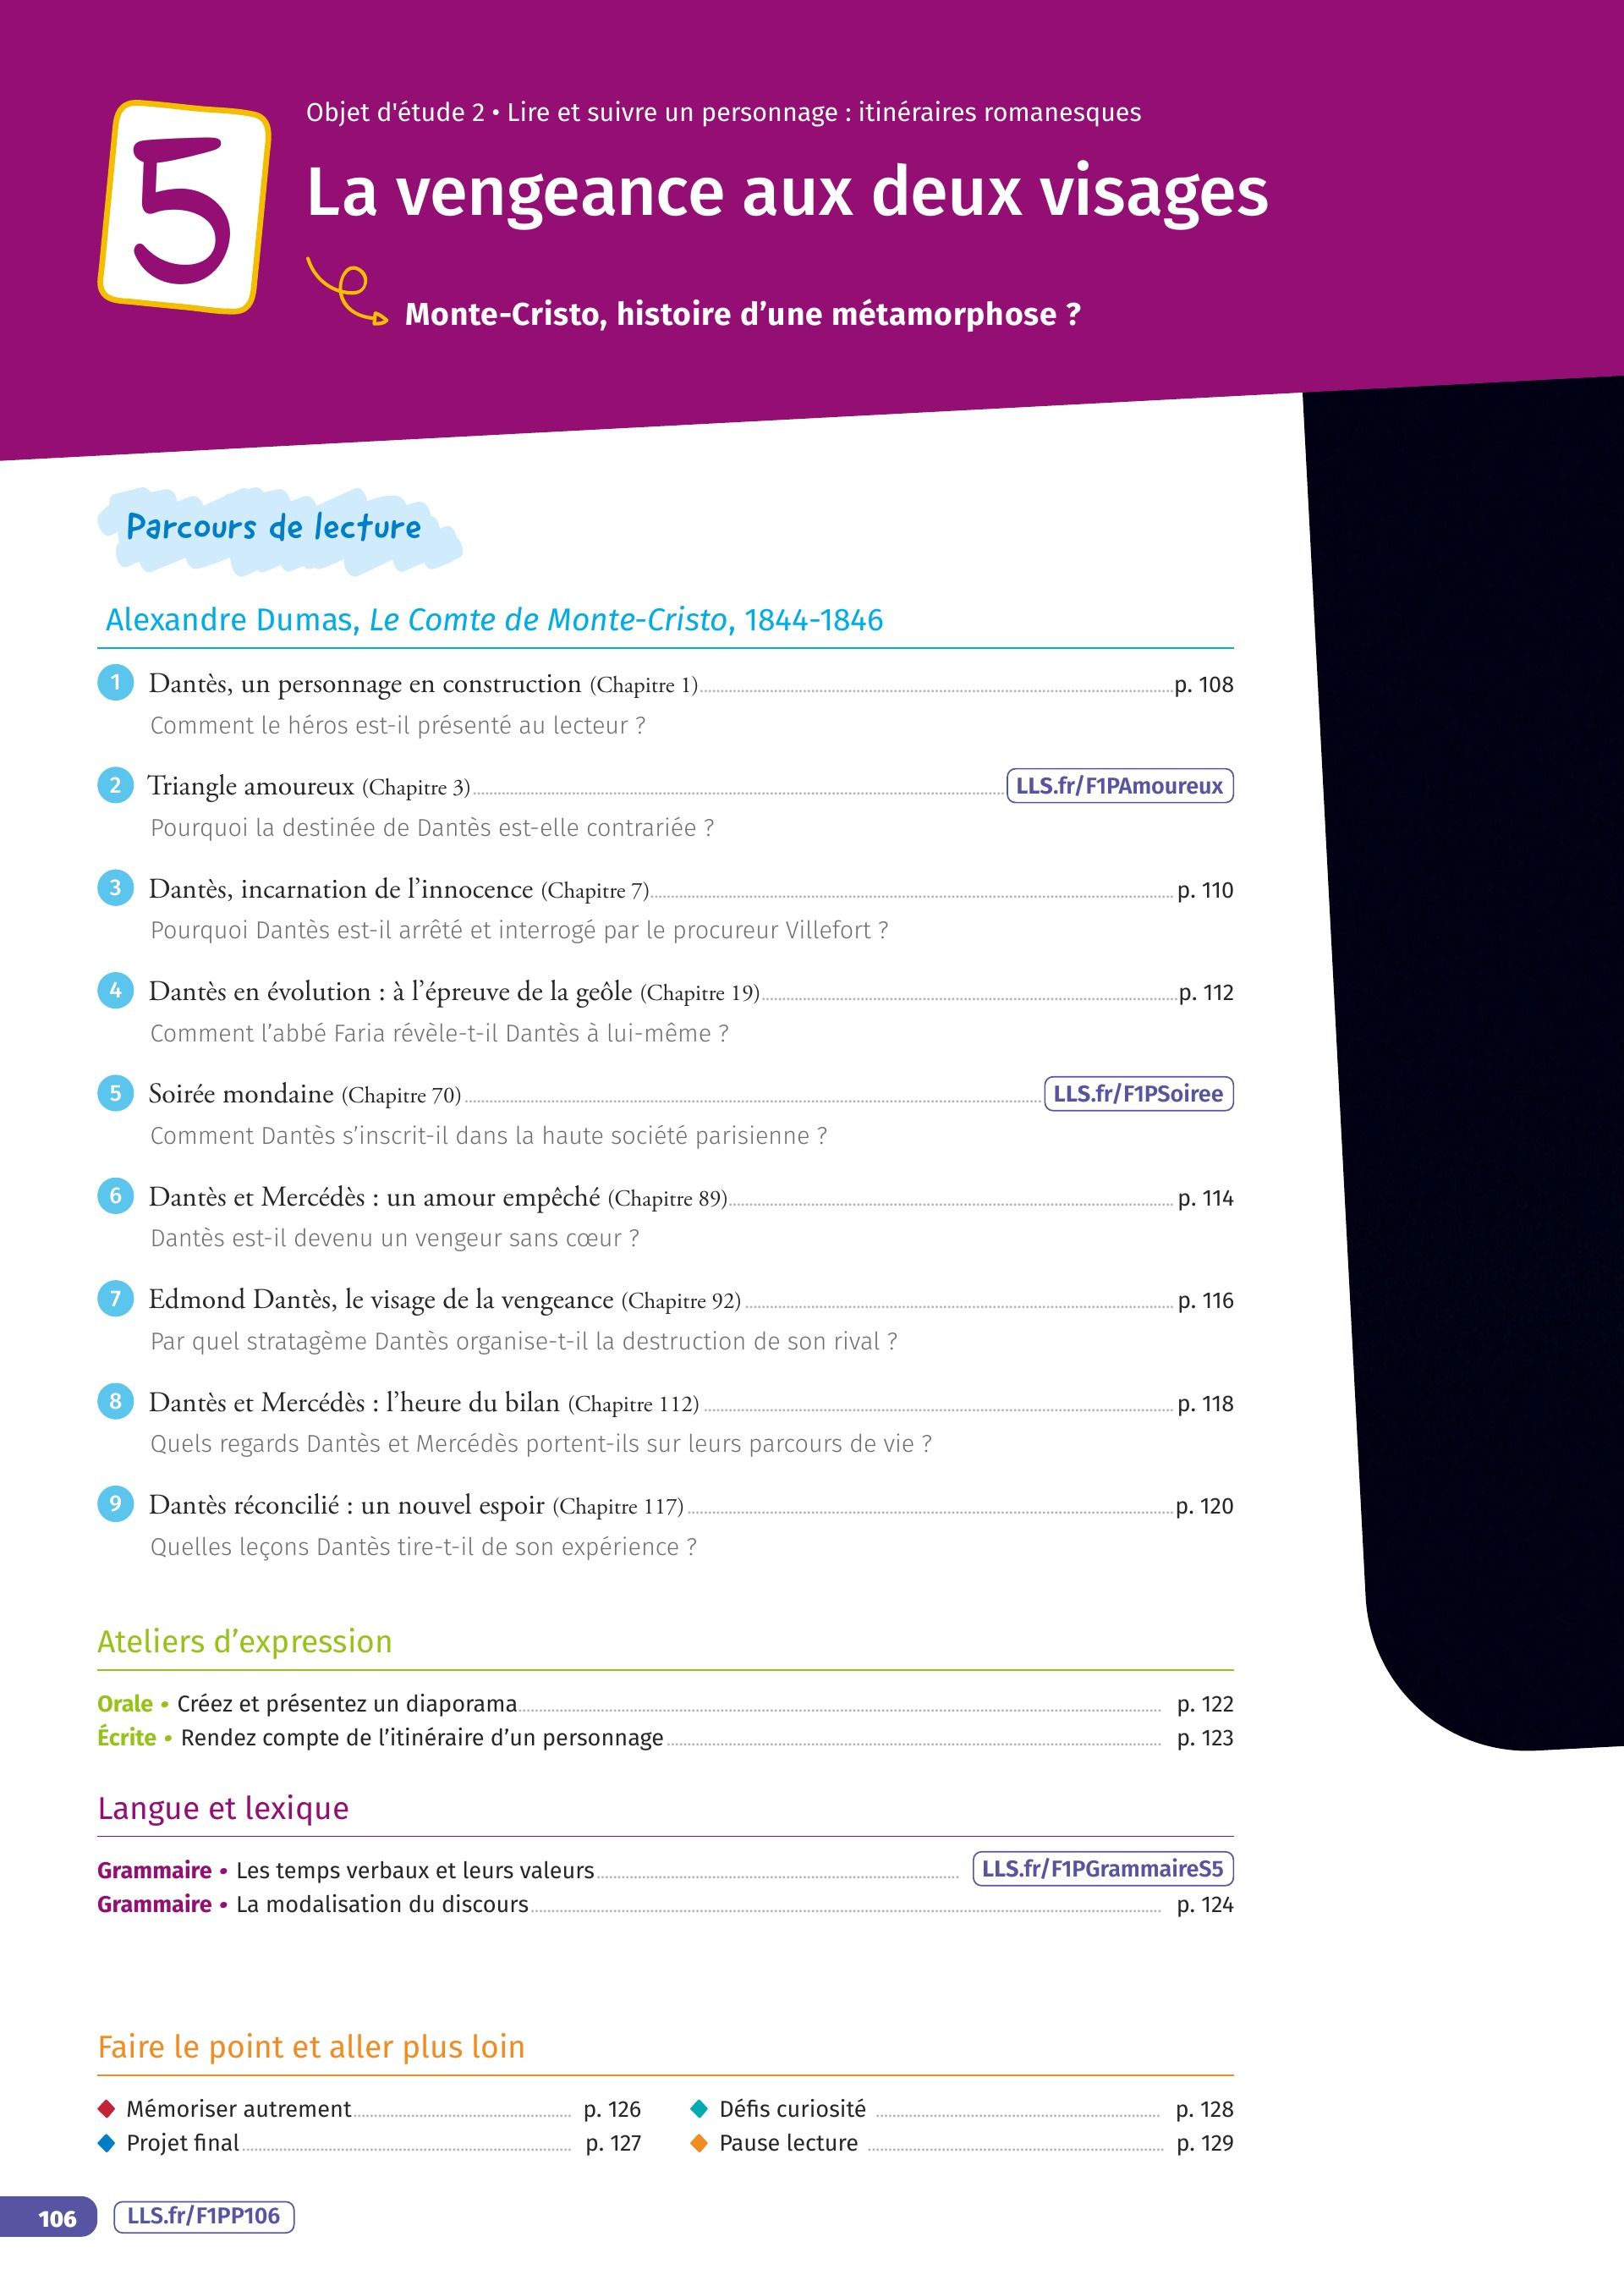 Objet d'étude 2 • Lire et suivre un personnage : itinéraires romanesques
5
La vengeance aux deux visages
Monte-Cristo, histoire d’une métamorphose ?
Parcours de lecture
Alexandre Dumas, Le Comte de Monte-Cristo, 1844-1846
1 Dantès, un personnage en construction (Chapitre 1) p. 108
Comment le héros est-il présenté au lecteur ?
2 Triangle amoureux (Chapitre 3) LLS.fr/F1PAmoureux
Pourquoi la destinée de Dantès est-elle contrariée ?
3 Dantès, incarnation de l’innocence (Chapitre 7) p. 110
Pourquoi Dantès est-il arrêté et interrogé par le procureur Villefort ?
4 Dantès en évolution : à l’épreuve de la geôle (Chapitre 19) p. 112
Comment l’abbé Faria révèle-t-il Dantès à lui-même ?
5 Soirée mondaine (Chapitre 70) LLS.fr/F1PSoiree
Comment Dantès s’inscrit-il dans la haute société parisienne ?
6 Dantès et Mercédès : un amour empêché (Chapitre 89) p. 114
Dantès est-il devenu un vengeur sans cœur ?
7 Edmond Dantès, le visage de la vengeance (Chapitre 92) p. 116
Par quel stratagème Dantès organise-t-il la destruction de son rival ?
8 Dantès et Mercédès : l’heure du bilan (Chapitre 112) p. 118
Quels regards Dantès et Mercédès portent-ils sur leurs parcours de vie ?
9 Dantès réconcilié : un nouvel espoir (Chapitre 117) p. 120
Quelles leçons Dantès tire-t-il de son expérience ?
Ateliers d’expression
Orale • Créez et présentez un diaporama p. 122
Écrite • Rendez compte de l’itinéraire d’un personnage p. 123
Langue et lexique
Grammaire • Les temps verbaux et leurs valeurs LLS.fr/F1PGrammaireS5
Grammaire • La modalisation du discours p. 124
Faire le point et aller plus loin
Mémoriser autrement p. 126
Projet final p. 127
Défis curiosité p. 128
Pause lecture p. 129
106 LLS.fr/F1PP106